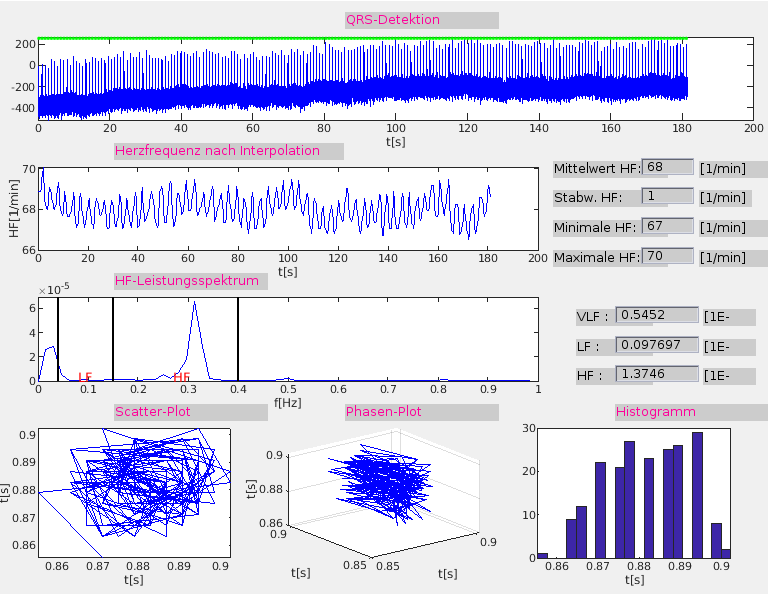 QRS-Detektion
200
0
-200
-400
0 20 40 60 80 100 120 140 160 180 200
t[s]
Herzfrequenz nach Interpolation
70
68
66
HF[1/min]
0 20 40 60 80 100 120 140 160 180 200
t[s]
Mittelwert HF: 68 [1/min]
Stabw. HF: 1 [1/min]
Minimale HF: 67 [1/min]
Maximale HF: 70 [1/min]
HF-Leistungsspektrum
×10⁻⁵
6
4
2
0
LF HF
0 0.1 0.2 0.3 0.4 0.5 0.6 0.7 0.8 0.9 1
f[Hz]
VLF : 0.5452 [1E-
LF : 0.097697 [1E-
HF : 1.3746 [1E-
Scatter-Plot
0.9
0.89
0.88
0.87
0.86
t[s]
0.86 0.87 0.88 0.89 0.9
t[s]
Phasen-Plot
0.9
0.88
0.86
t[s]
0.9 0.9
0.85 0.85
t[s] t[s]
Histogramm
30
20
10
0
0.86 0.87 0.88 0.89 0.9
t[s]